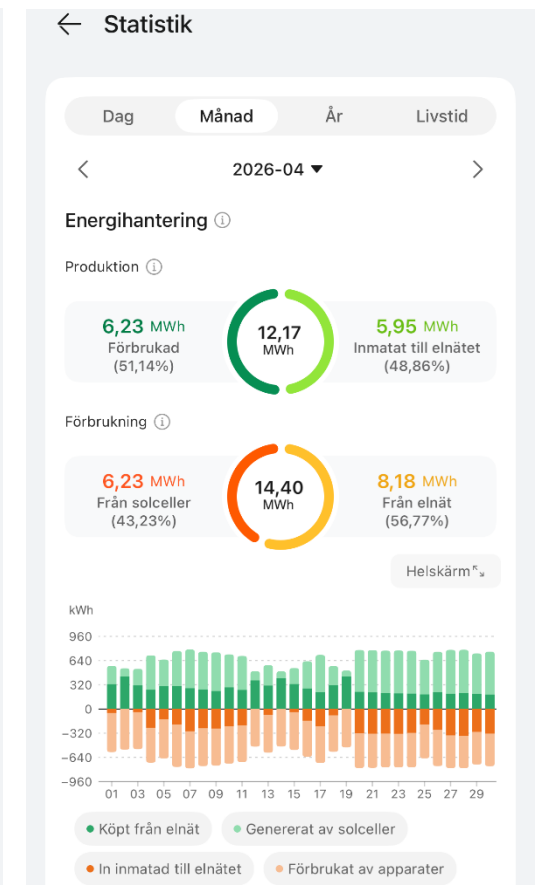 Statistik
Dag Månad År Livstid
2026-04
Energihantering
Produktion
6,23 MWh
Förbrukad
(51,14%)
12,17
MWh
5,95 MWh
Inmatat till elnätet
(48,86%)
Förbrukning
6,23 MWh
Från solceller
(43,23%)
14,40
MWh
8,18 MWh
Från elnät
(56,77%)
Helskärm
kWh
960
640
320
0
-320
-640
-960
01 03 05 07 09 11 13 15 17 19 21 23 25 27 29
Köpt från elnät
Genererat av solceller
In inmatad till elnätet
Förbrukat av apparater